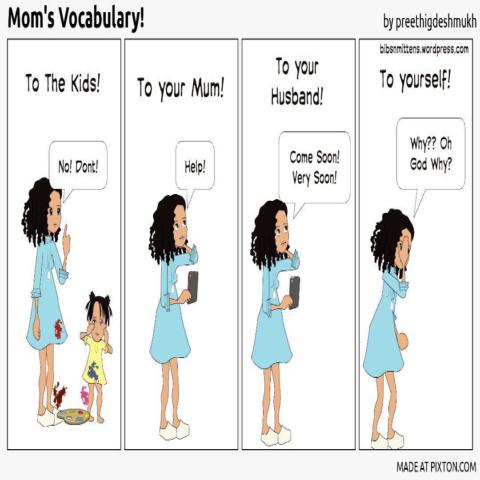 Mom's Vocabulary!
by preethigdeshmukh
bibsnmittens.wordpress.com
To The Kids!
No! Dont!
To your Mum!
Help!
To your
Husband!
Come Soon!
Very Soon!
To yourself!
Why?? Oh
God Why?
MADE AT PIXTON.COM